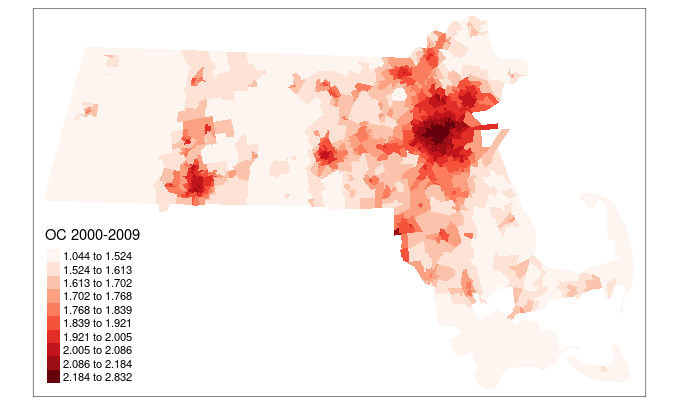 OC 2000-2009
1.044 to 1.524
1.524 to 1.613
1.613 to 1.702
1.702 to 1.768
1.768 to 1.839
1.839 to 1.921
1.921 to 2.005
2.005 to 2.086
2.086 to 2.184
2.184 to 2.832